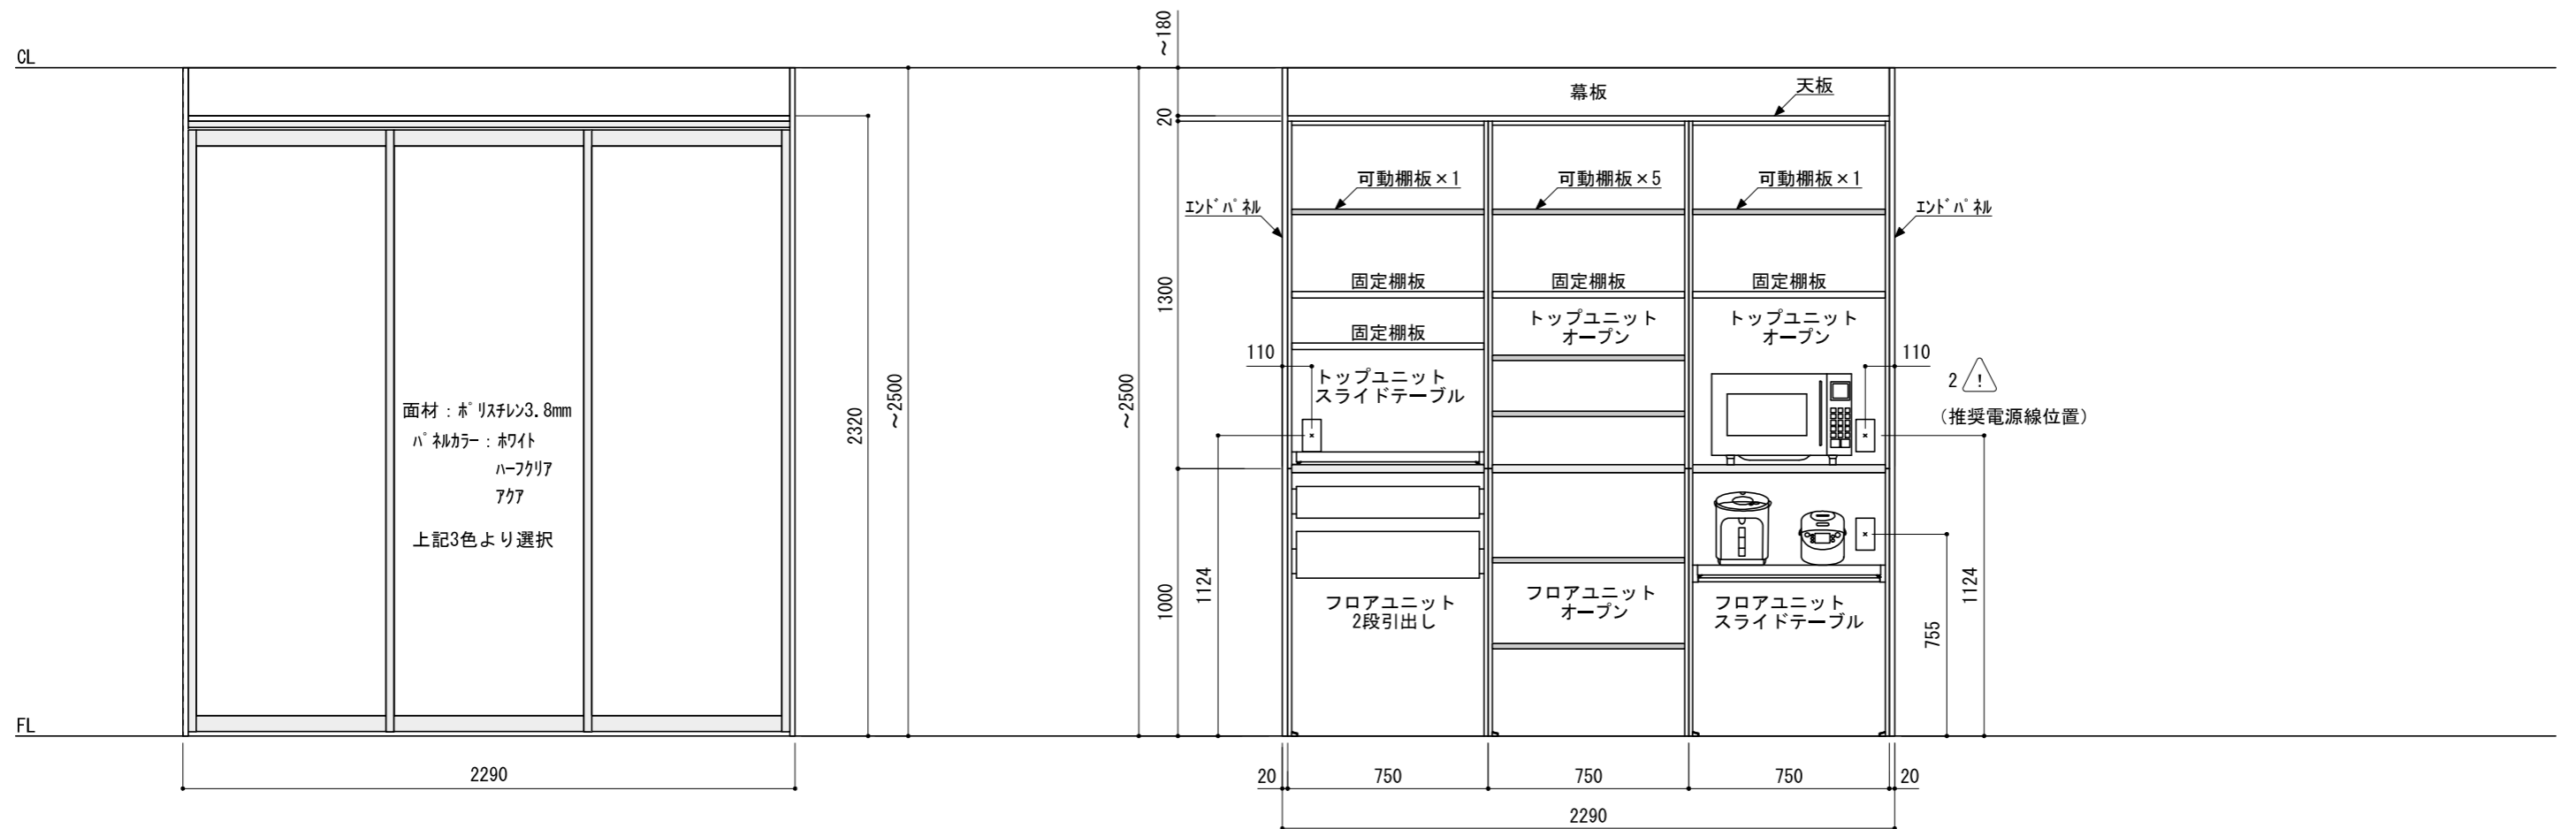 CL
FL
面材：ﾎﾟﾘｽﾁﾚﾝ3.8mm
ﾊﾟﾈﾙｶﾗｰ：ﾎﾜｲﾄ
ﾊｰﾌｸﾘｱ
ｱｸｱ
上記3色より選択
2290
2320
～2500
～2500
～180
20
1300
1000
幕板
天板
可動棚板×1
可動棚板×5
可動棚板×1
ｴﾝﾄﾞﾊﾟﾈﾙ
ｴﾝﾄﾞﾊﾟﾈﾙ
固定棚板
固定棚板
固定棚板
固定棚板
トップユニット
オープン
トップユニット
オープン
トップユニット
スライドテーブル
110
110
2
!
（推奨電源線位置）
1124
フロアユニット
2段引出し
フロアユニット
オープン
フロアユニット
スライドテーブル
755
1124
20
750
750
750
20
2290